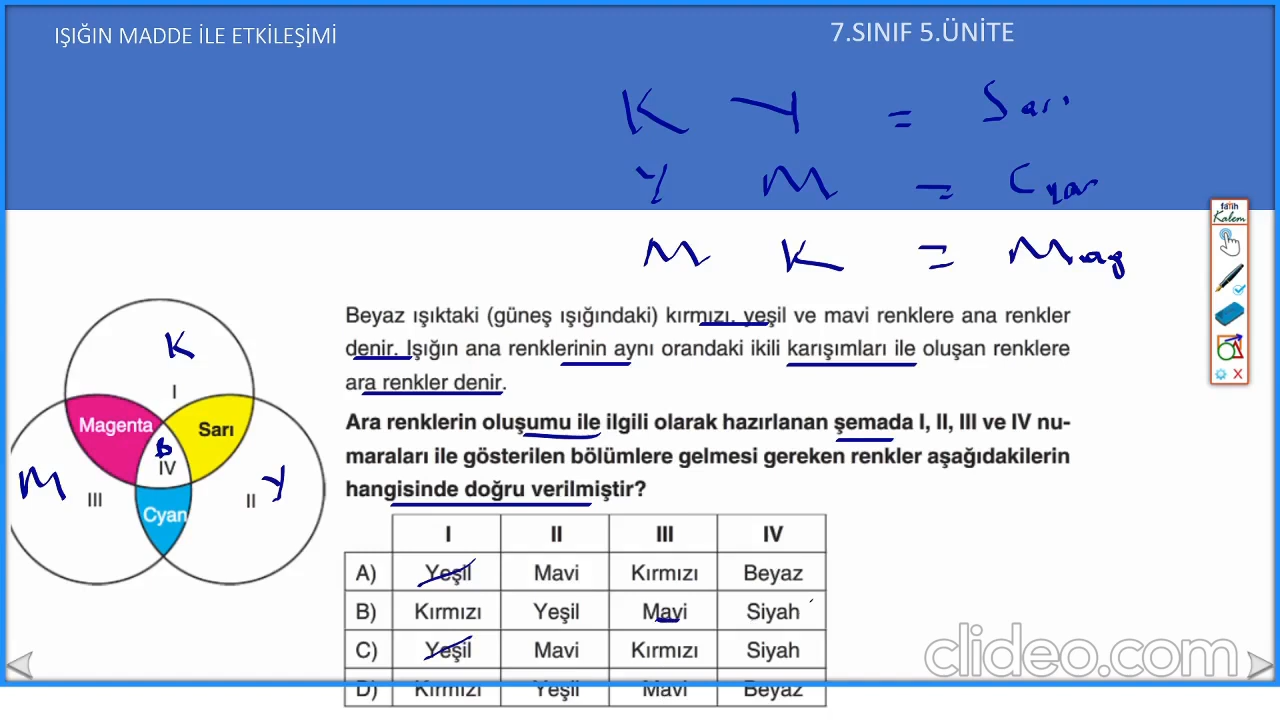 IŞIĞIN MADDE İLE ETKİLEŞİMİ
7.SINIF 5.ÜNİTE
K Y = Sarı
Y M = Cyan
M K = Mag
fatih
Kalem
Beyaz ışıktaki (güneş ışığındaki) kırmızı, yeşil ve mavi renklere ana renkler
denir. Işığın ana renklerinin aynı orandaki ikili karışımları ile oluşan renklere
ara renkler denir.
Ara renklerin oluşumu ile ilgili olarak hazırlanan şemada I, II, III ve IV nu-
maraları ile gösterilen bölümlere gelmesi gereken renkler aşağıdakilerin
hangisinde doğru verilmiştir?
K
I
Magenta
Sarı
B
IV
M
III
Y
II
Cyan
I II III IV
A) Yeşil Mavi Kırmızı Beyaz
B) Kırmızı Yeşil Mavi Siyah
C) Yeşil Mavi Kırmızı Siyah
D) Kırmızı Yeşil Mavi Beyaz
clideo.com